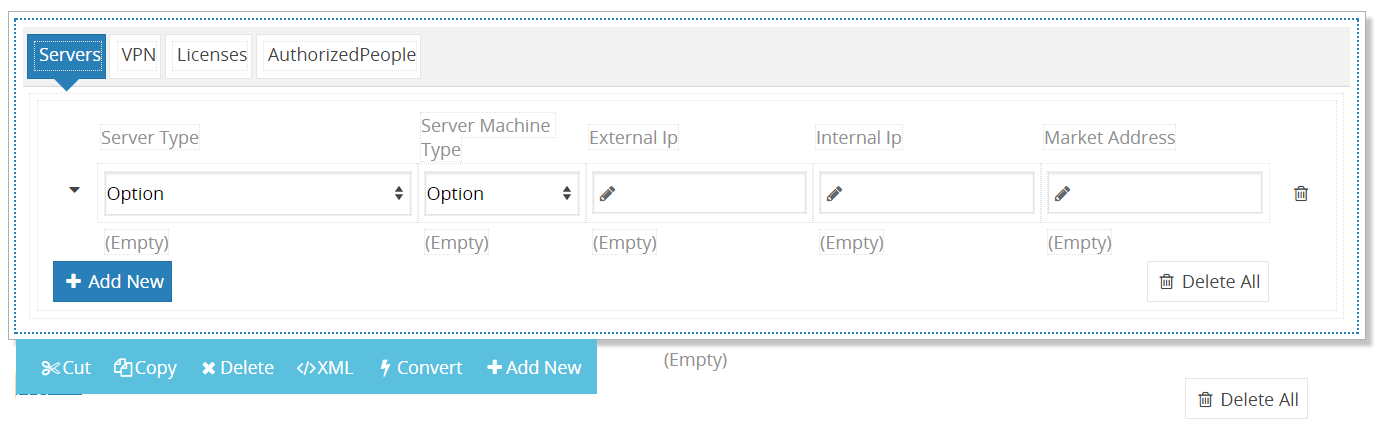 Servers VPN Licenses AuthorizedPeople
Server Type Server Machine Type External Ip Internal Ip Market Address
Option Option
(Empty) (Empty) (Empty) (Empty) (Empty)
Add New Delete All
Cut Copy Delete </>XML Convert Add New
(Empty)
Delete All